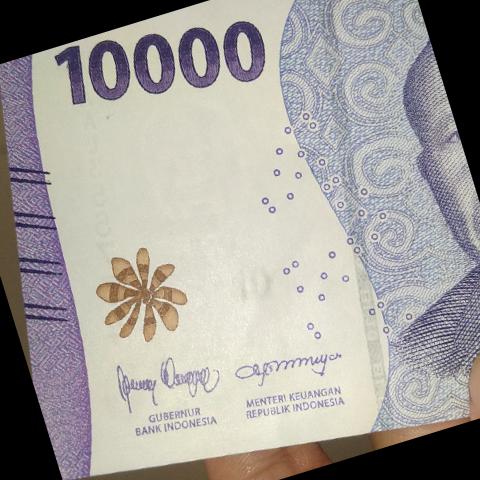 10000
GUBERNUR
BANK INDONESIA
MENTERI KEUANGAN
REPUBLIK INDONESIA